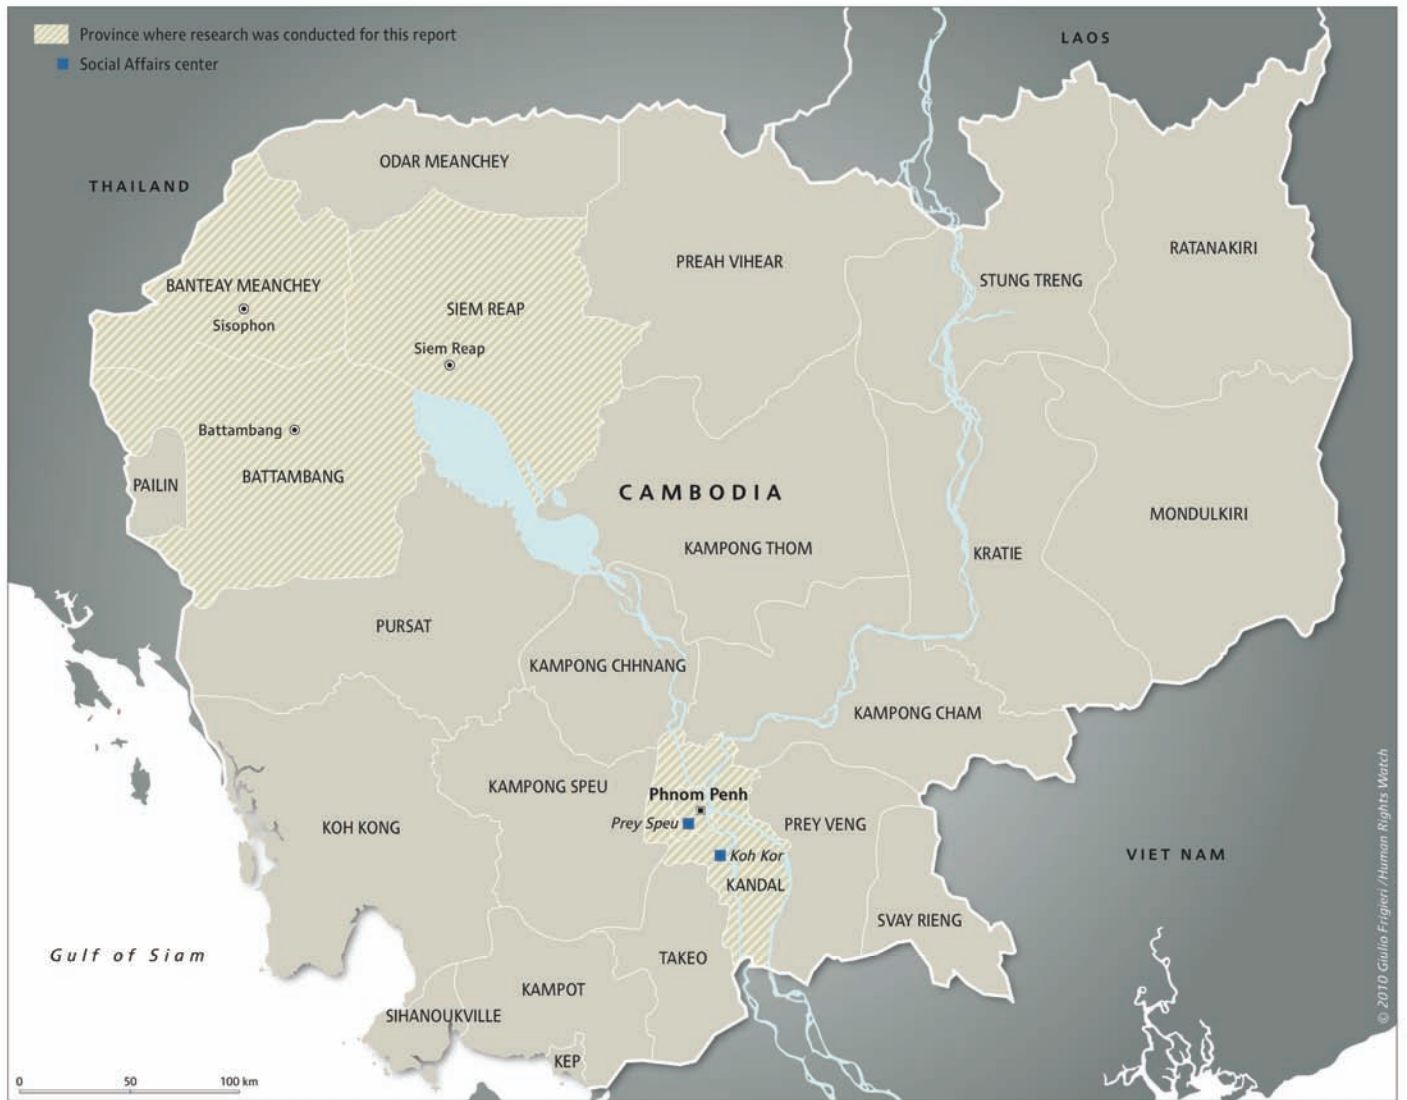 Province where research was conducted for this report
Social Affairs center
LAOS
THAILAND
ODAR MEANCHEY
PREAH VIHEAR
RATANAKIRI
STUNG TRENG
BANTEAY MEANCHEY
Sisophon
SIEM REAP
Siem Reap
Battambang
BATTAMBANG
PAILIN
CAMBODIA
MONDULKIRI
KAMPONG THOM
KRATIE
PURSAT
KAMPONG CHHNANG
KAMPONG CHAM
KAMPONG SPEU
Phnom Penh
Prey Speu
PREY VENG
KOH KONG
Koh Kor
VIET NAM
KANDAL
SVAY RIENG
Gulf of Siam
TAKEO
KAMPOT
SIHANOUKVILLE
KEP
0 50 100 km
© 2010 Giulio Frigieri /Human Rights Watch